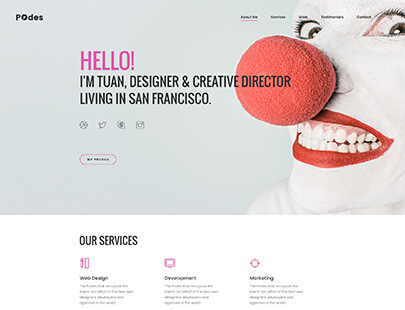 POdes
About Me Services Web Testimonies Contact
HELLO!
I'M TUAN, DESIGNER & CREATIVE DIRECTOR
LIVING IN SAN FRANCISCO.
MY PROFILE
OUR SERVICES
Web Design Development Marketing
The Podes that recognize the The Podes that recognize the The Podes that recognize the
talent and effort of the best web talent and effort of the best web talent and effort of the best web
designers, developers and designers, developers and designers, developers and
agencies in the world. agencies in the world. agencies in the world.